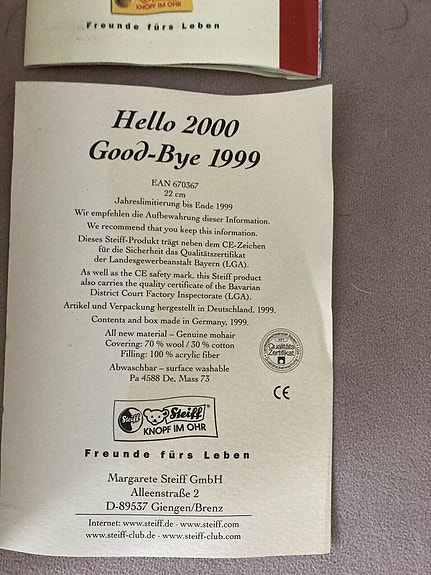 KNOPF IM OHR
Freunde fürs Leben
Hello 2000
Good-Bye 1999
EAN 670367
22 cm
Jahreslimitierung bis Ende 1999
Wir empfehlen die Aufbewahrung dieser Information.
We recommend that you keep this information.
Dieses Steiff-Produkt trägt neben dem CE-Zeichen
für die Sicherheit das Qualitätszertifikat
der Landesgewerbeanstalt Bayern (LGA).
As well as the CE safety mark, this Steiff product
also carries the quality certificate of the Bavarian
District Court Factory Inspectorate (LGA).
Artikel und Verpackung hergestellt in Deutschland, 1999.
Contents and box made in Germany, 1999.
All new material – Genuine mohair
Covering: 70 % wool / 30 % cotton
Filling: 100 % acrylic fiber
Qualitäts-
Zertifikat
Abwaschbar – surface washable
Pa 4588 De, Mass 73
CE
Steiff Steiff®
KNOPF IM OHR
Freunde fürs Leben
Margarete Steiff GmbH
Alleenstraße 2
D-89537 Giengen/Brenz
Internet: www.steiff.de · www.steiff.com
www.steiff-club.de · www.steiff-club.com